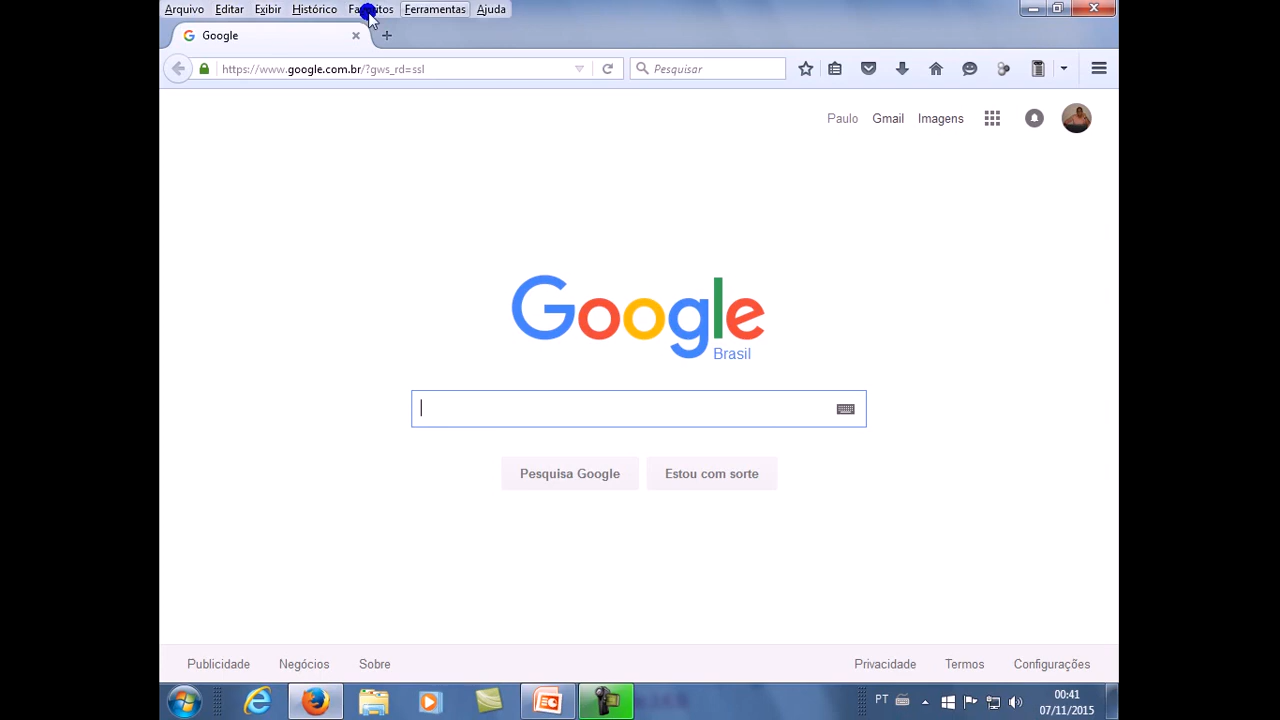 Arquivo Editar Exibir Histórico Favoritos Ferramentas Ajuda
Google
https://www.google.com.br/?gws_rd=ssl Pesquisar
Paulo Gmail Imagens
Google
Brasil
Pesquisa Google Estou com sorte
Publicidade Negócios Sobre Privacidade Termos Configurações
PT 00:41
07/11/2015